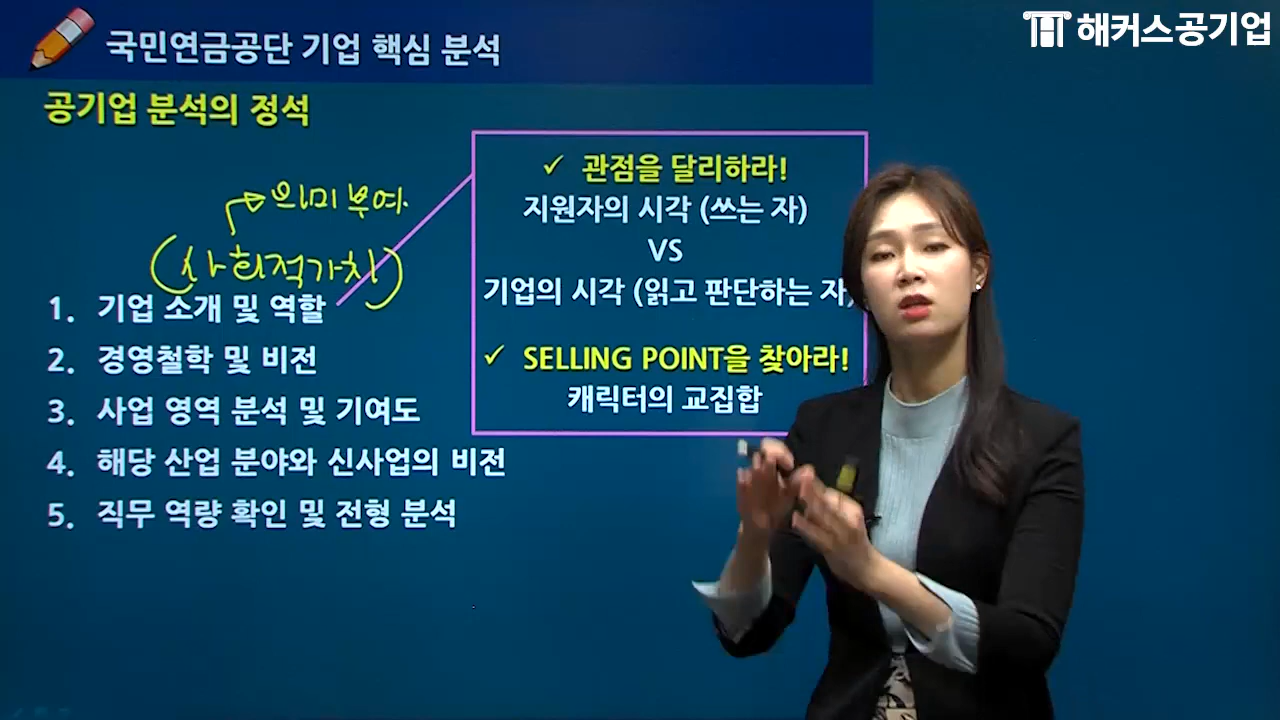 국민연금공단 기업 핵심 분석
해커스공기업
공기업 분석의 정석
의미부여
(사회적가치)
1. 기업 소개 및 역할
2. 경영철학 및 비전
3. 사업 영역 분석 및 기여도
4. 해당 산업 분야와 신사업의 비전
5. 직무 역량 확인 및 전형 분석
✓ 관점을 달리하라!
지원자의 시각 (쓰는 자)
VS
기업의 시각 (읽고 판단하는 자)
✓ SELLING POINT을 찾아라!
캐릭터의 교집합